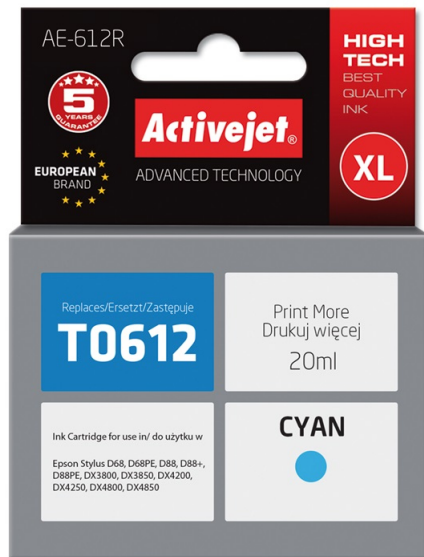 AE-612R
HIGH
TECH
BEST
QUALITY
INK
5
YEARS
GUARANTEE
Activejet®
ADVANCED TECHNOLOGY
EUROPEAN
BRAND
XL
Replaces/Ersetzt/Zastępuje
T0612
Print More
Drukuj więcej
20ml
Ink Cartridge for use in/ do użytku w
Epson Stylus D68, D68PE, D88, D88+,
D88PE, DX3800, DX3850, DX4200,
DX4250, DX4800, DX4850
CYAN